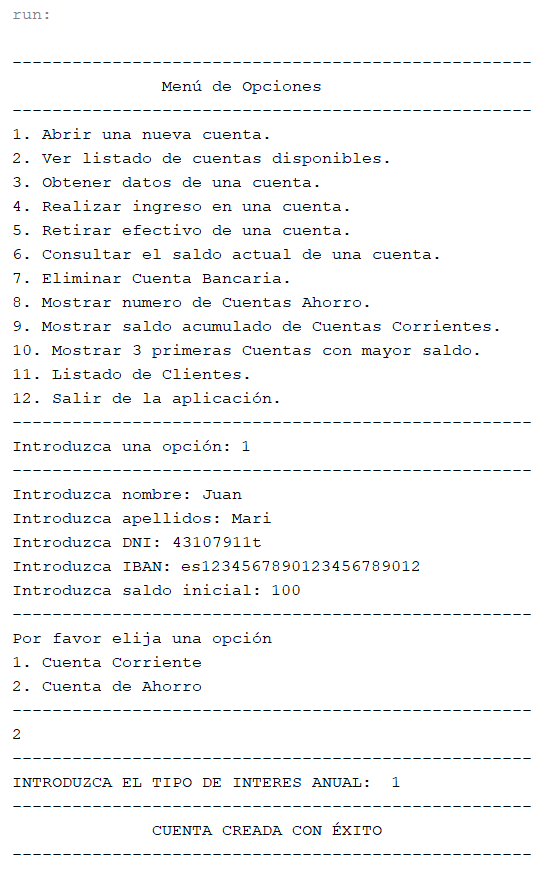 run:
----------------------------------------------------
Menú de Opciones
----------------------------------------------------
1. Abrir una nueva cuenta.
2. Ver listado de cuentas disponibles.
3. Obtener datos de una cuenta.
4. Realizar ingreso en una cuenta.
5. Retirar efectivo de una cuenta.
6. Consultar el saldo actual de una cuenta.
7. Eliminar Cuenta Bancaria.
8. Mostrar numero de Cuentas Ahorro.
9. Mostrar saldo acumulado de Cuentas Corrientes.
10. Mostrar 3 primeras Cuentas con mayor saldo.
11. Listado de Clientes.
12. Salir de la aplicación.
----------------------------------------------------
Introduzca una opción: 1
----------------------------------------------------
Introduzca nombre: Juan
Introduzca apellidos: Mari
Introduzca DNI: 43107911t
Introduzca IBAN: es1234567890123456789012
Introduzca saldo inicial: 100
----------------------------------------------------
Por favor elija una opción
1. Cuenta Corriente
2. Cuenta de Ahorro
----------------------------------------------------
2
----------------------------------------------------
INTRODUZCA EL TIPO DE INTERES ANUAL:  1
----------------------------------------------------
CUENTA CREADA CON ÉXITO
----------------------------------------------------